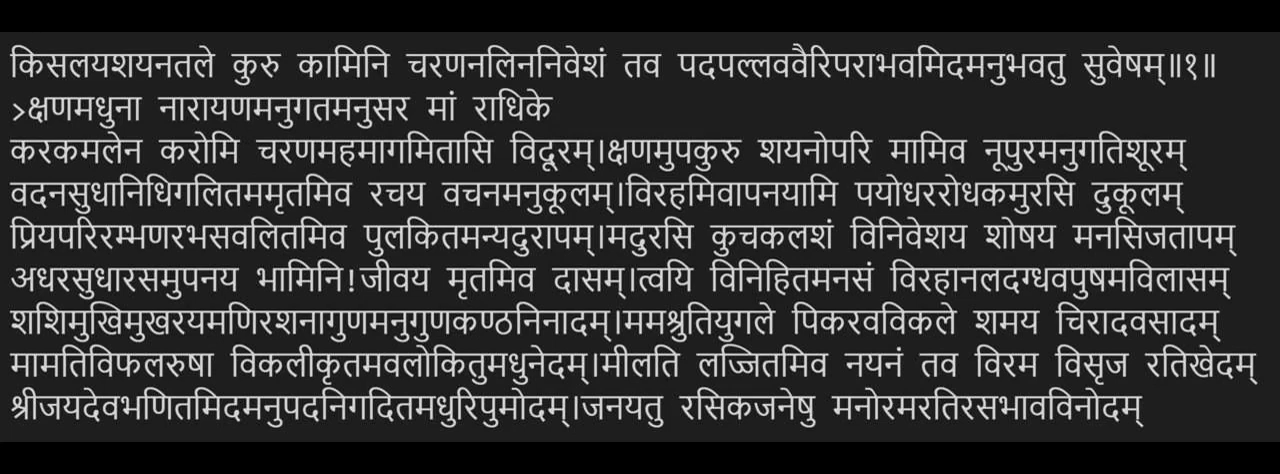 किसलयशयनतले कुरु कामिनि चरणनलिननिवेशं तव पदपल्लववैरिपराभवमिदमनुभवतु सुवेषम्॥१॥
>क्षणमधुना नारायणमनुगतमनुसर मां राधिके
करकमलेन करोमि चरणमहमागमितासि विदूरम्।क्षणमुपकुरु शयनोपरि मामिव नूपुरमनुगतिशूरम्
वदनसुधानिधिगलितममृतमिव रचय वचनमनुकूलम्।विरहमिवापनयामि पयोधररोधकमुरसि दुकूलम्
प्रियपरिरम्भणरभसवलितमिव पुलकितमन्यदुरापम्।मदुरसि कुचकलशं विनिवेशय शोषय मनसिजतापम्
अधरसुधारसमुपनय भामिनि!जीवय मृतमिव दासम्।त्वयि विनिहितमनसं विरहानलदग्धवपुषमविलासम्
शशिमुखिमुखरयमणिरशनागुणमनुगुणकण्ठनिनादम्।ममश्रुतियुगले पिकरवविकले शमय चिरादवसादम्
मामतिविफलरुषा विकलीकृतमवलोकितुमधुनेदम्।मीलति लज्जितमिव नयनं तव विरम विसृज रतिखेदम्
श्रीजयदेवभणितमिदमनुपदनिगदितमधुरिपुमोदम्।जनयतु रसिकजनेषु मनोरमरतिरसभावविनोदम्